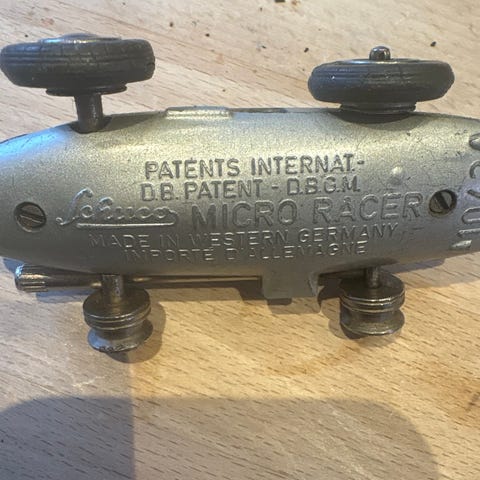 PATENTS INTERNAT-
D.B. PATENT - D.B.G.M.
Schuco MICRO RACER
MADE IN WESTERN GERMANY
IMPORTE D'ALLEMAGNE